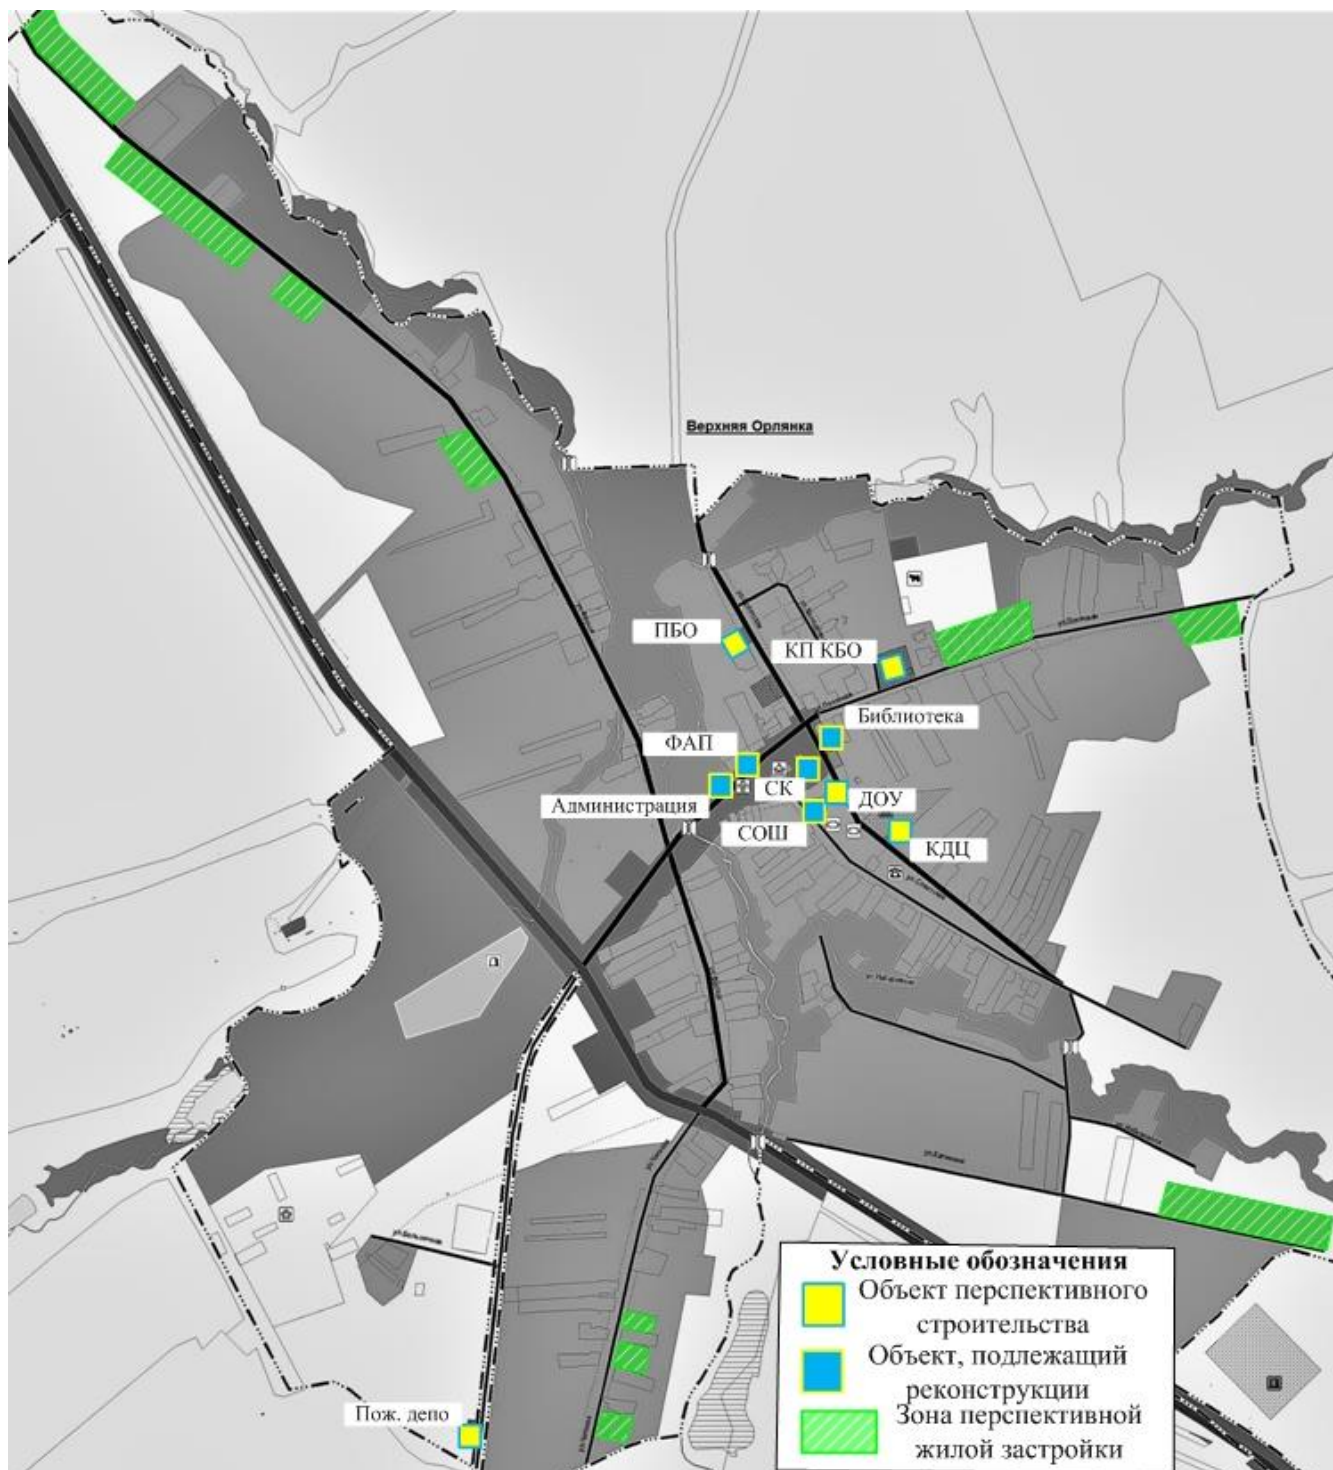 Верхняя Орлянка
ПБО
КП КБО
Библиотека
ФАП
СК
Администрация
ДОУ
СОШ
КДЦ
Пож. депо
Условные обозначения
Объект перспективного
строительства
Объект, подлежащий
реконструкции
Зона перспективной
жилой застройки